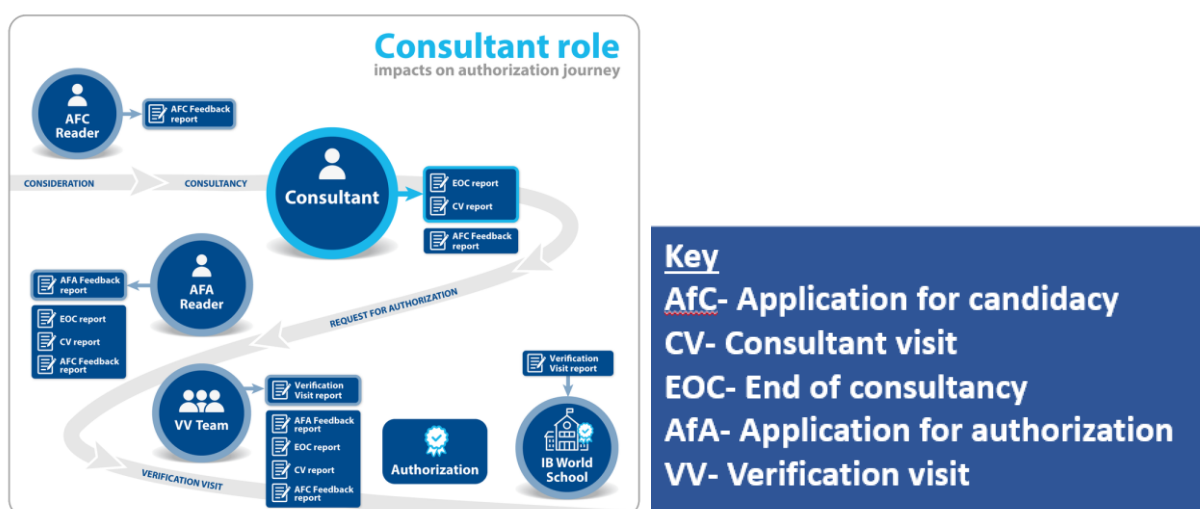 Consultant role
impacts on authorization journey
AFC
Reader
AFC Feedback
report
CONSIDERATION
CONSULTANCY
Consultant
EOC report
CV report
AFC Feedback
report
AFA
Reader
AFA Feedback
report
EOC report
CV report
AFC Feedback
report
REQUEST FOR AUTHORIZATION
VV Team
Verification
Visit report
AFA Feedback
report
EOC report
CV report
AFC Feedback
report
VERIFICATION VISIT
Authorization
Verification
Visit report
IB World
School
Key
AfC- Application for candidacy
CV- Consultant visit
EOC- End of consultancy
AfA- Application for authorization
VV- Verification visit